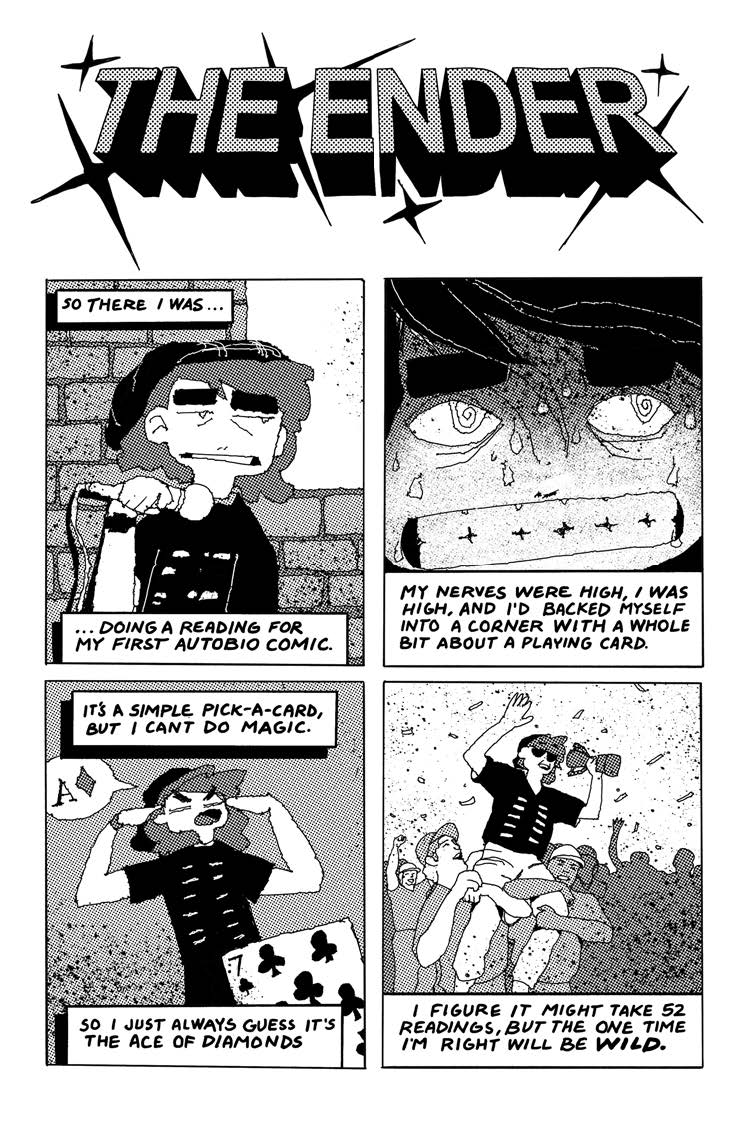 THE ENDER
SO THERE I WAS...
...DOING A READING FOR
MY FIRST AUTOBIO COMIC.
MY NERVES WERE HIGH, I WAS
HIGH, AND I'D BACKED MYSELF
INTO A CORNER WITH A WHOLE
BIT ABOUT A PLAYING CARD.
IT'S A SIMPLE PICK-A-CARD,
BUT I CANT DO MAGIC.
A
7
SO I JUST ALWAYS GUESS IT'S
THE ACE OF DIAMONDS
I FIGURE IT MIGHT TAKE 52
READINGS, BUT THE ONE TIME
I'M RIGHT WILL BE WILD.